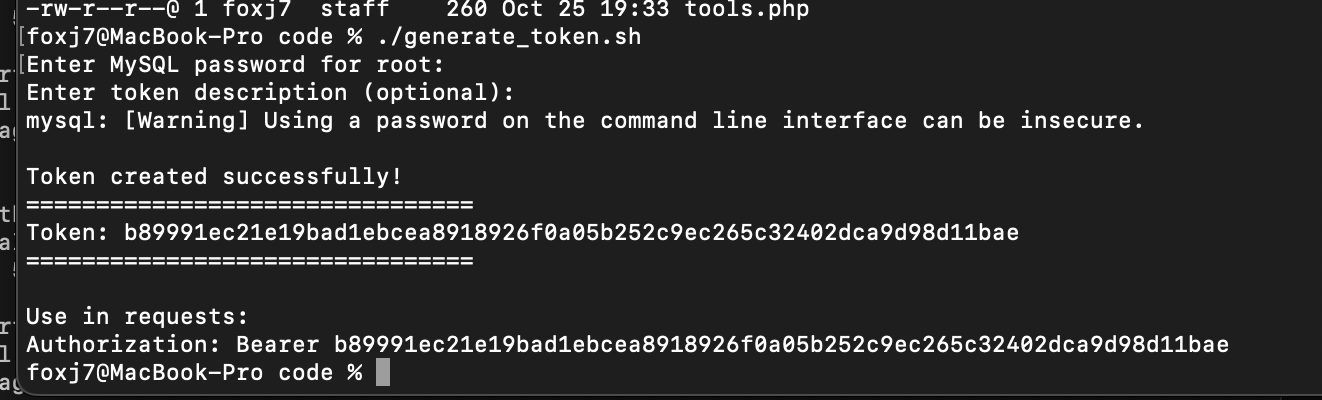 -rw-r--r--@ 1 foxj7  staff    260 Oct 25 19:33 tools.php
[foxj7@MacBook-Pro code % ./generate_token.sh
[Enter MySQL password for root:
Enter token description (optional):
mysql: [Warning] Using a password on the command line interface can be insecure.
Token created successfully!
================================
Token: b89991ec21e19bad1ebcea8918926f0a05b252c9ec265c32402dca9d98d11bae
================================
Use in requests:
Authorization: Bearer b89991ec21e19bad1ebcea8918926f0a05b252c9ec265c32402dca9d98d11bae
foxj7@MacBook-Pro code %